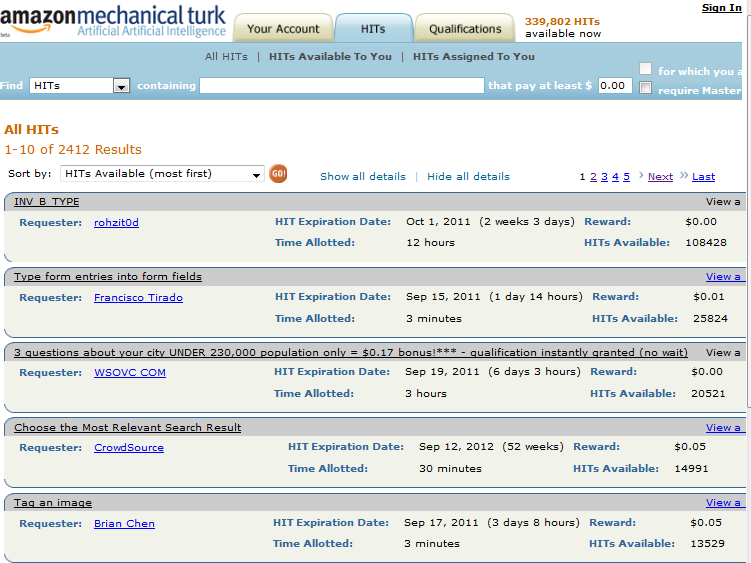 Sign In
amazonmechanical turk
beta
Artificial Artificial Intelligence
Your Account
HITs
Qualifications
339,802 HITs
available now
All HITs | HITs Available To You | HITs Assigned To You
Find HITs containing that pay at least $ 0.00
for which you a
require Master
All HITs
1-10 of 2412 Results
Sort by: HITs Available (most first) GO! Show all details | Hide all details 1 2 3 4 5 › Next » Last
INV_B_TYPE View a
Requester: rohzit0d HIT Expiration Date: Oct 1, 2011 (2 weeks 3 days) Reward: $0.00
Time Allotted: 12 hours HITs Available: 108428
Type form entries into form fields View a
Requester: Francisco Tirado HIT Expiration Date: Sep 15, 2011 (1 day 14 hours) Reward: $0.01
Time Allotted: 3 minutes HITs Available: 25824
3 questions about your city UNDER 230,000 population only = $0.17 bonus!*** - qualification instantly granted (no wait) View a
Requester: WSOVC COM HIT Expiration Date: Sep 19, 2011 (6 days 3 hours) Reward: $0.00
Time Allotted: 3 hours HITs Available: 20521
Choose the Most Relevant Search Result View a
Requester: CrowdSource HIT Expiration Date: Sep 12, 2012 (52 weeks) Reward: $0.05
Time Allotted: 30 minutes HITs Available: 14991
Tag an image View a
Requester: Brian Chen HIT Expiration Date: Sep 17, 2011 (3 days 8 hours) Reward: $0.05
Time Allotted: 3 minutes HITs Available: 13529